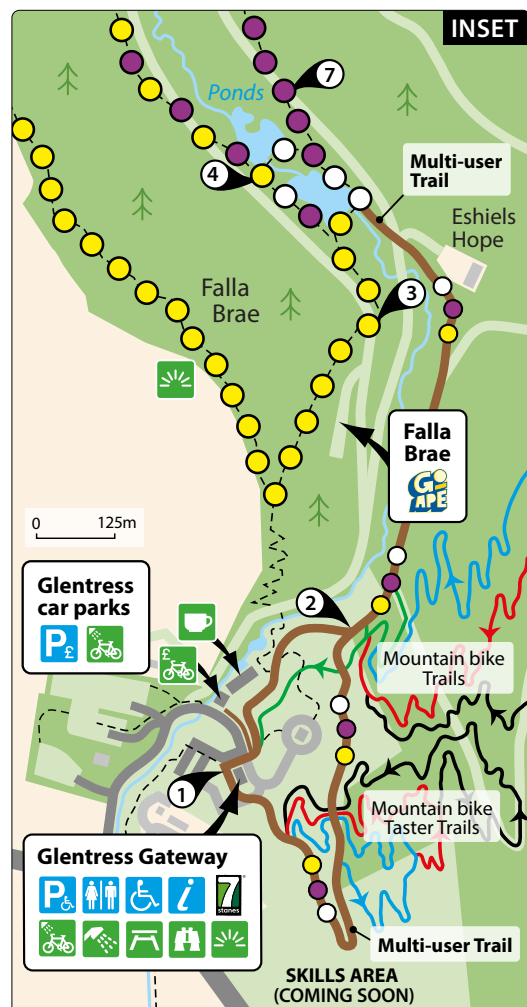 INSET
7
Ponds
4
Multi-user
Trail
Eshiels
Hope
3
Falla
Brae
Falla
Brae
GO
APE
0 125m
Glentress
car parks
P£
2
£
Mountain bike
Trails
1
Mountain bike
Taster Trails
Glentress Gateway
P
i
7
stanes
Multi-user Trail
SKILLS AREA
(COMING SOON)